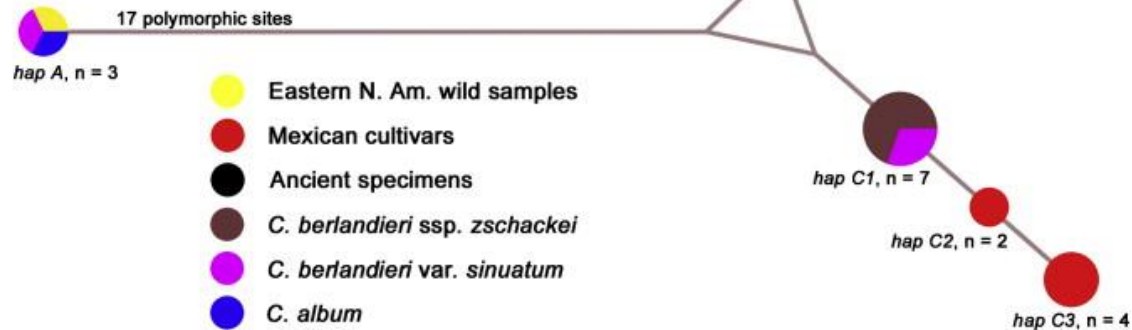 17 polymorphic sites
hap A, n = 3
Eastern N. Am. wild samples
Mexican cultivars
Ancient specimens
C. berlandieri ssp. zschackei
C. berlandieri var. sinuatum
C. album
hap C1, n = 7
hap C2, n = 2
hap C3, n = 4